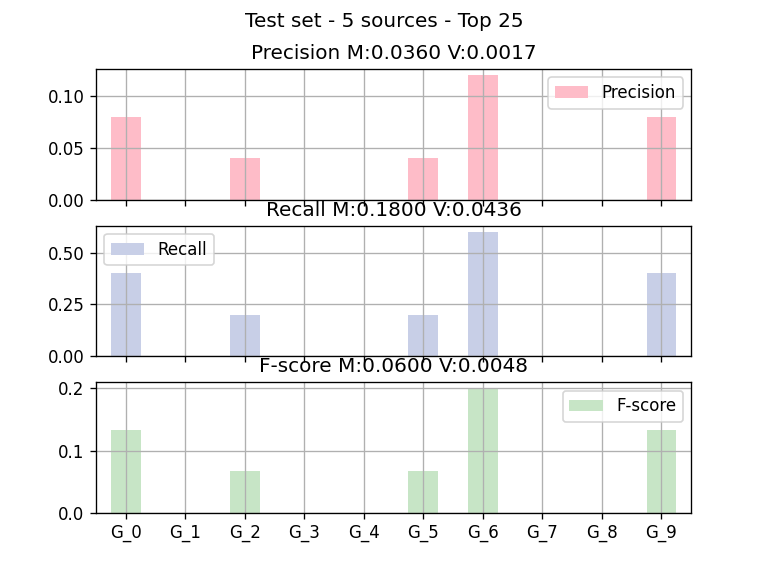 Test set - 5 sources - Top 25
Precision M:0.0360 V:0.0017
0.10
0.05
0.00
Precision
Recall M:0.1800 V:0.0436
0.50
0.25
0.00
Recall
F-score M:0.0600 V:0.0048
0.2
0.1
0.0
F-score
G_0 G_1 G_2 G_3 G_4 G_5 G_6 G_7 G_8 G_9